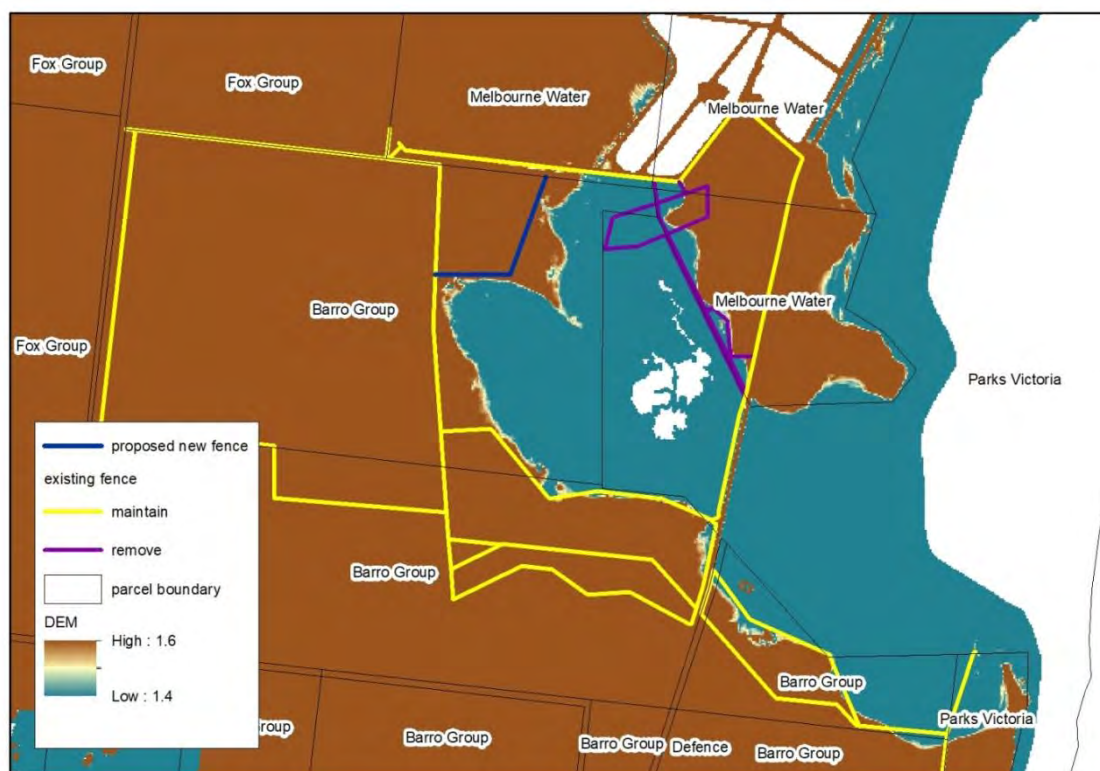 Fox Group
Fox Group
Melbourne Water
Melbourne Water
Barro Group
Melbourne Water
Fox Group
Parks Victoria
proposed new fence
existing fence
maintain
remove
parcel boundary
DEM
High : 1.6
Low : 1.4
Barro Group
Barro Group
Parks Victoria
Group
Barro Group
Barro Group
Defence
Barro Group